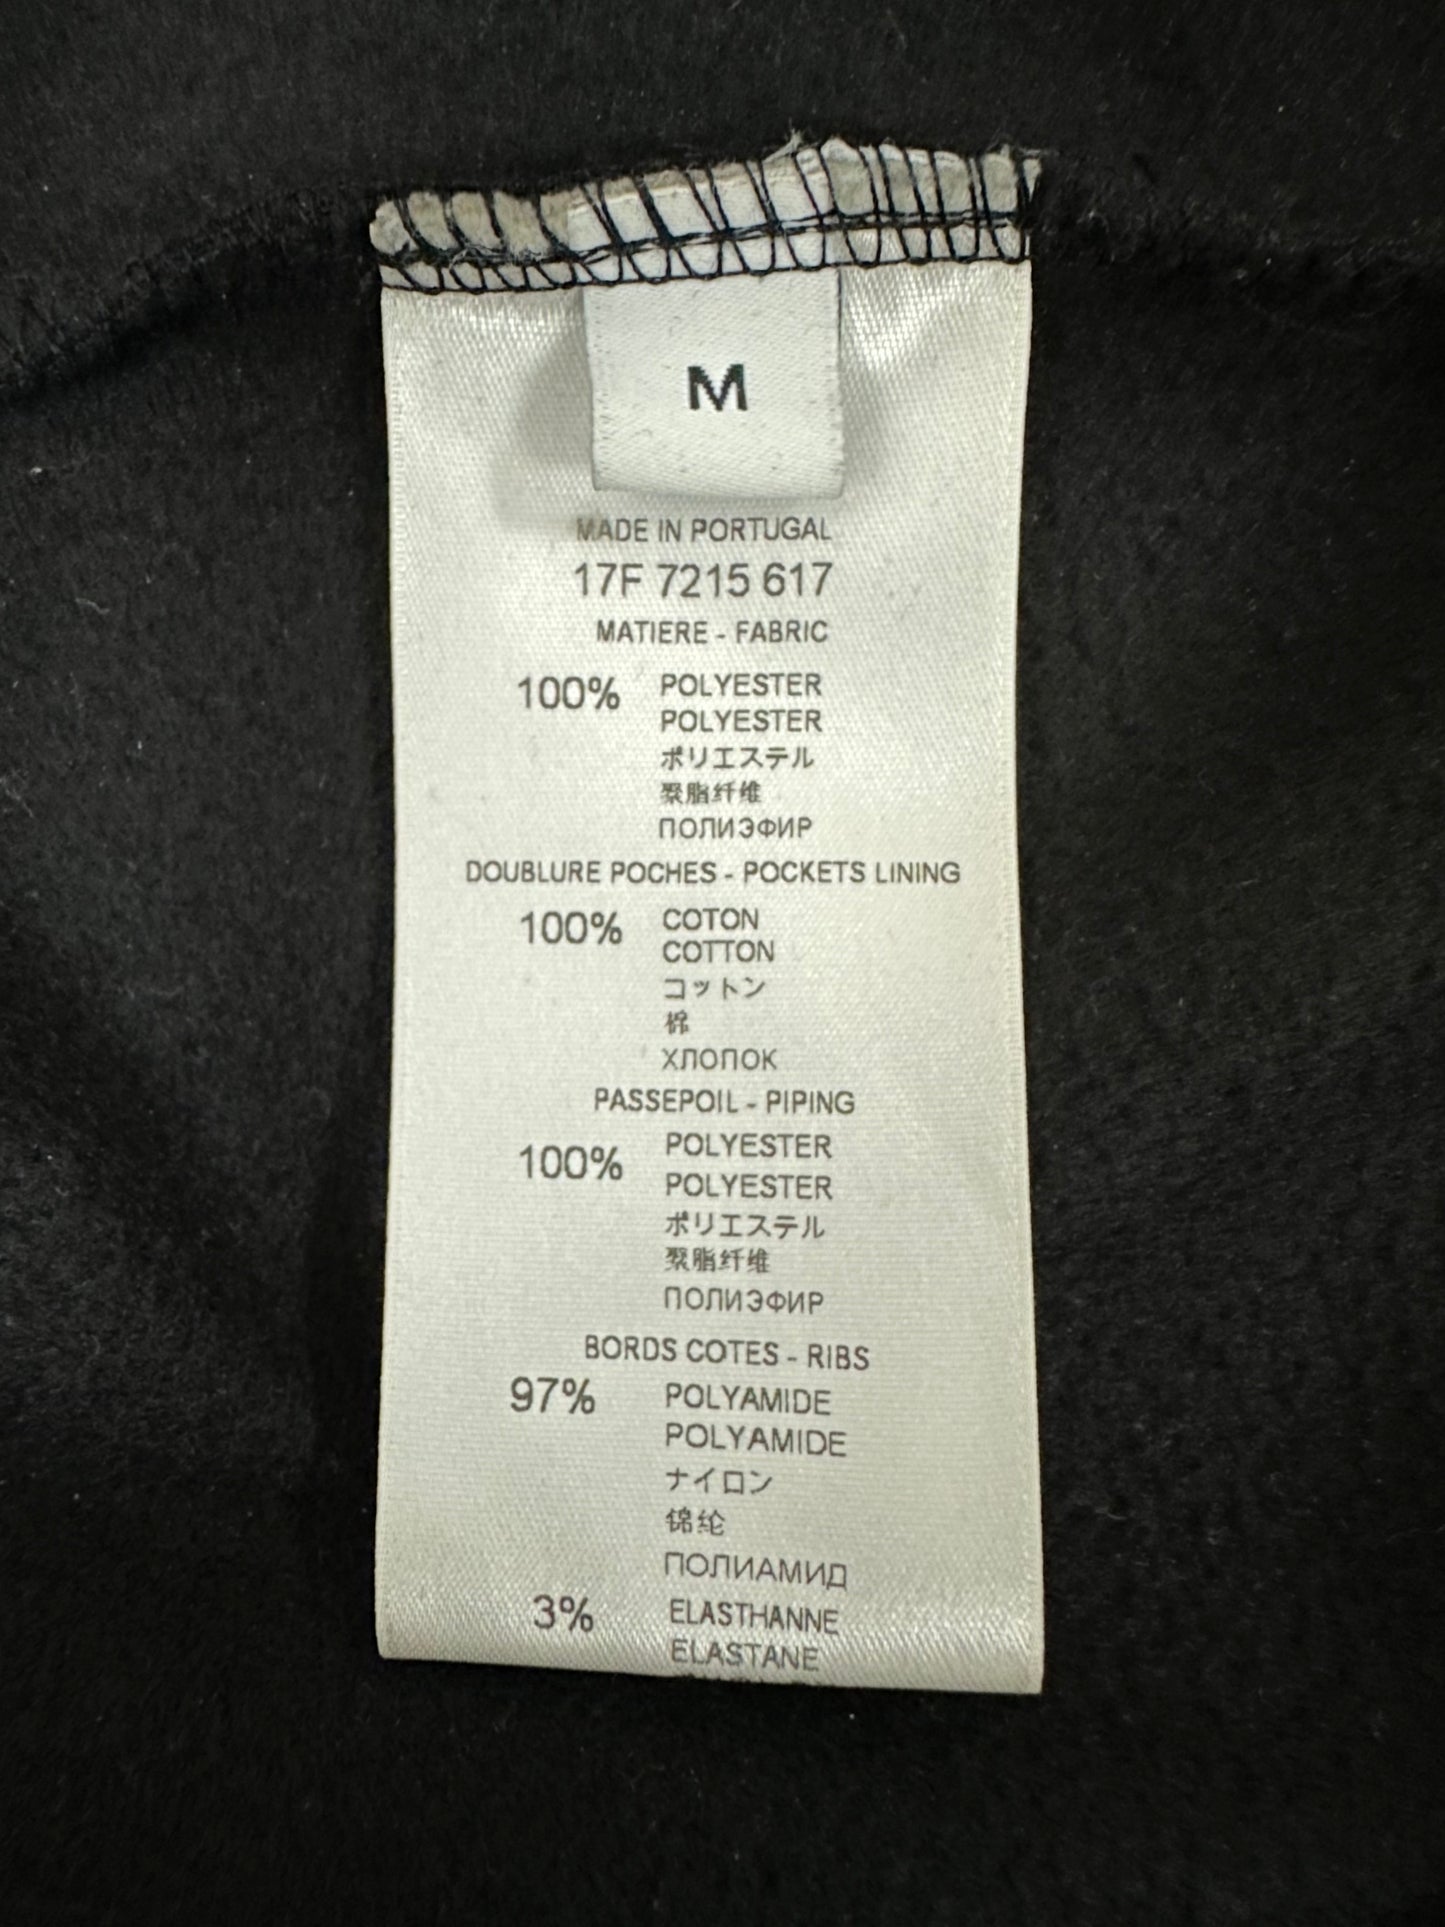 M
MADE IN PORTUGAL
17F 7215 617
MATIERE - FABRIC
100% POLYESTER
POLYESTER
ポリエステル
聚脂纤维
ПОЛИЭФИР
DOUBLURE POCHES - POCKETS LINING
100% COTON
COTTON
コットン
棉
ХЛОПОК
PASSEPOIL - PIPING
100% POLYESTER
POLYESTER
ポリエステル
聚脂纤维
ПОЛИЭФИР
BORDS COTES - RIBS
97% POLYAMIDE
POLYAMIDE
ナイロン
锦纶
ПОЛИАМИД
3% ELASTHANNE
ELASTANE